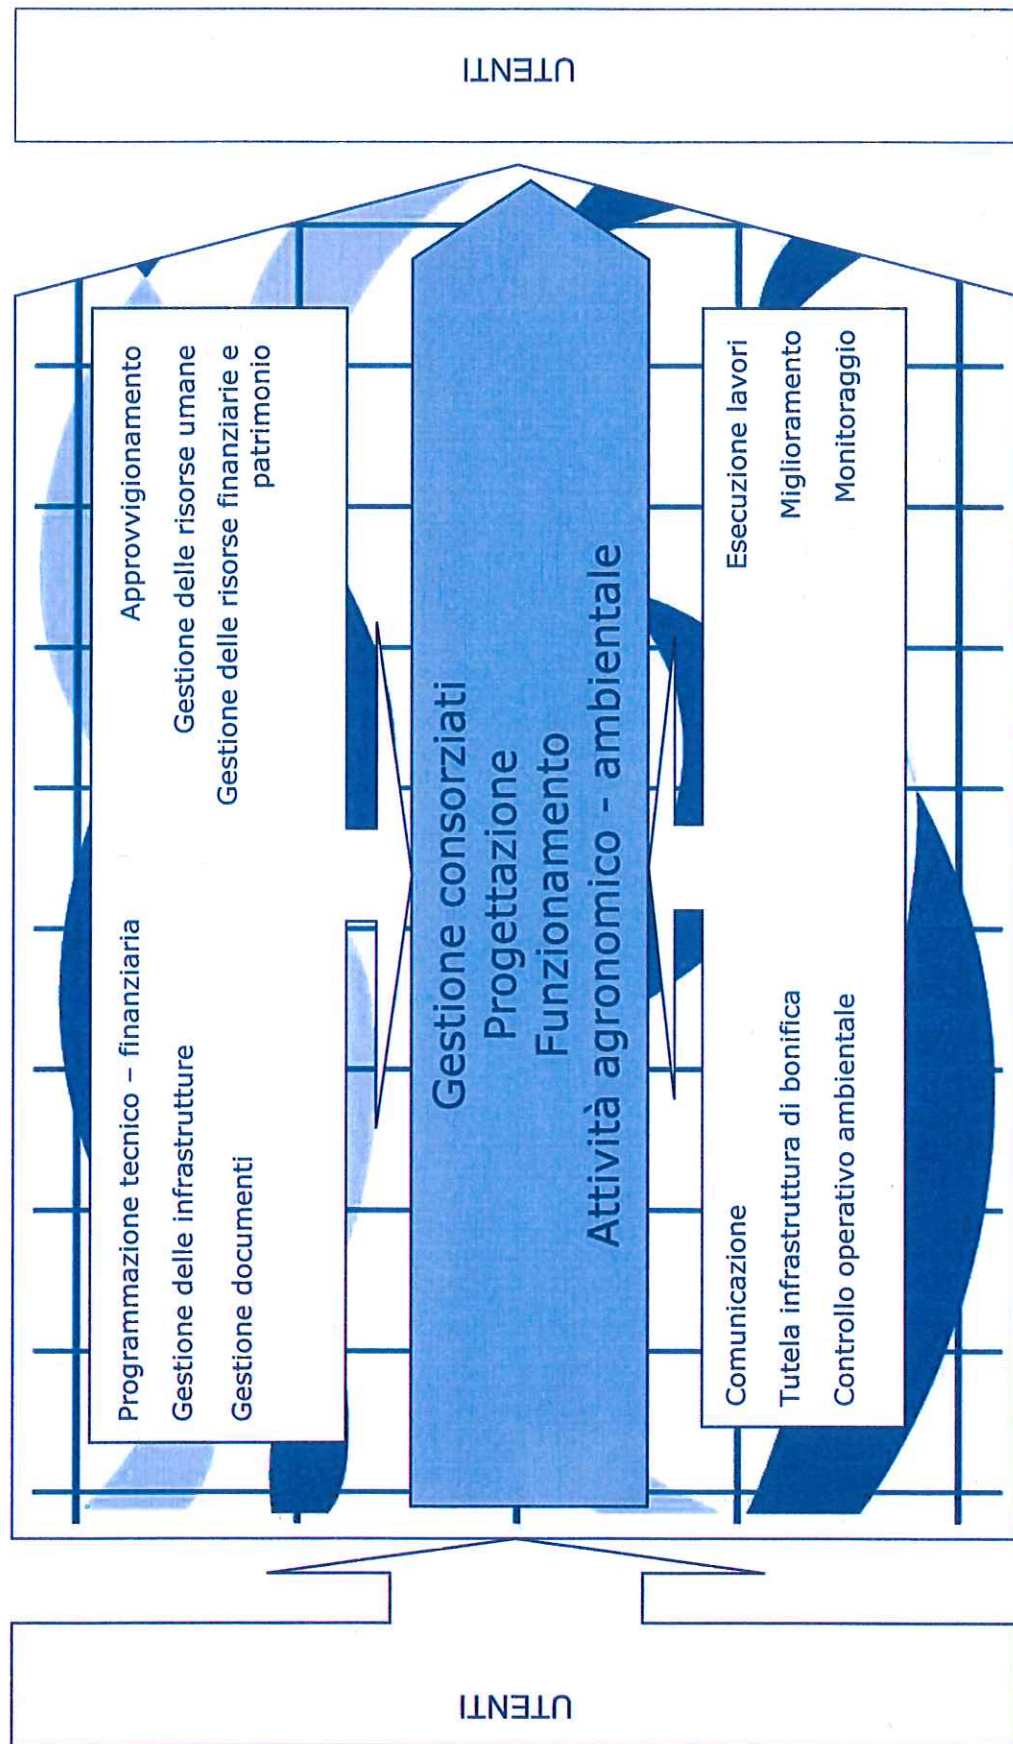 UTENTI
Programmazione tecnico – finanziaria
Gestione delle infrastrutture
Gestione documenti
Approvvigionamento
Gestione delle risorse umane
Gestione delle risorse finanziarie e
patrimonio
Gestione consorziati
Progettazione
Funzionamento
Attività agronomico - ambientale
Comunicazione
Tutela infrastruttura di bonifica
Controllo operativo ambientale
Esecuzione lavori
Miglioramento
Monitoraggio
UTENTI